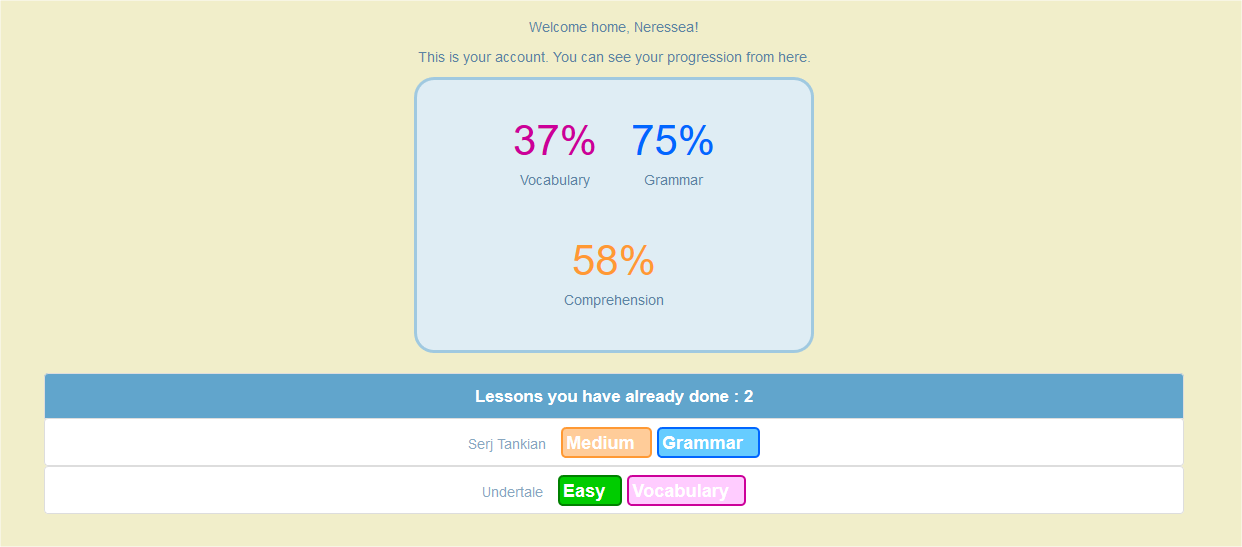 Welcome home, Neressea!
This is your account. You can see your progression from here.
37% 75%
Vocabulary Grammar
58%
Comprehension
Lessons you have already done : 2
Serj Tankian Medium Grammar
Undertale Easy Vocabulary